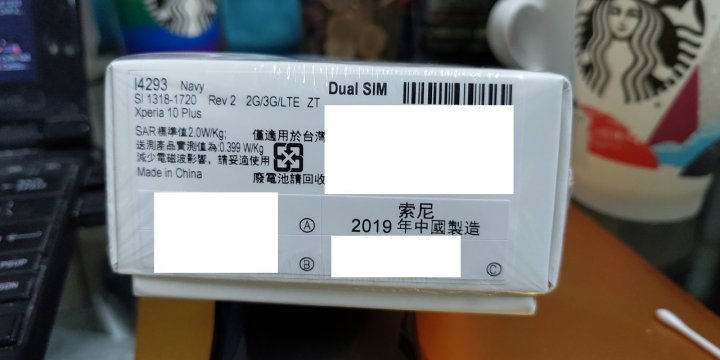 I4293 Navy
SI 1318-1720 Rev 2 2G/3G/LTE ZT
Xperia 10 Plus
Dual SIM
SAR標準值2.0W/Kg;
送測產品實測值為:0.399 W/Kg
減少電磁波影響，請妥適使用
Made in China
僅適用於台灣
廢電池請回收
索尼
2019 年中國製造
A
B
C